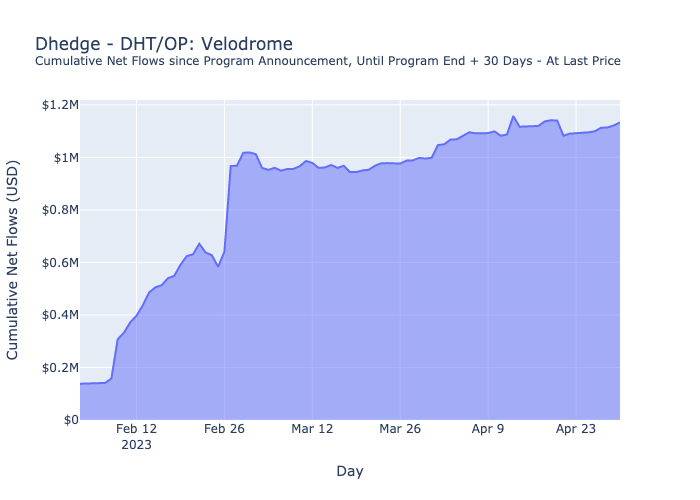 Dhedge - DHT/OP: Velodrome
Cumulative Net Flows since Program Announcement, Until Program End + 30 Days - At Last Price
Cumulative Net Flows (USD)
$1.2M
$1M
$0.8M
$0.6M
$0.4M
$0.2M
$0
Feb 12
2023
Feb 26
Mar 12
Mar 26
Apr 9
Apr 23
Day